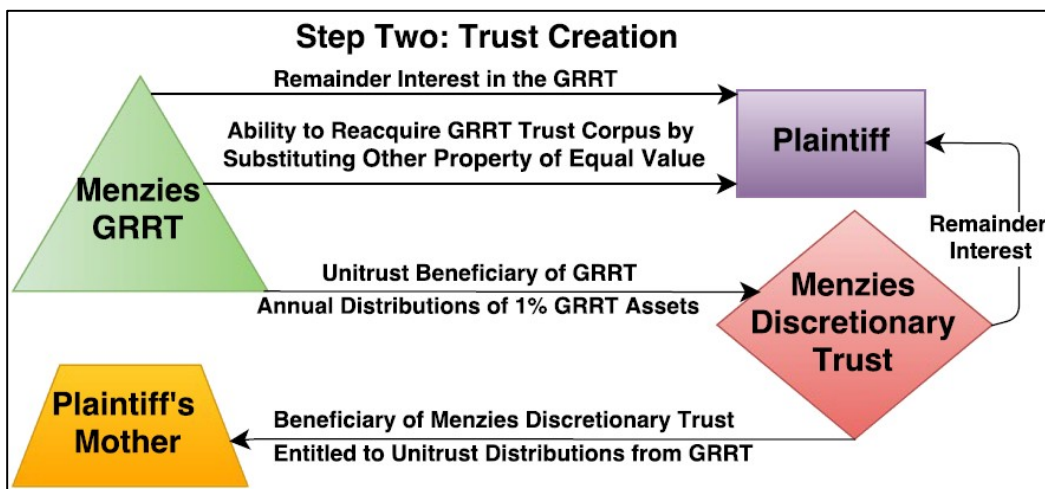 Step Two: Trust Creation
Remainder Interest in the GRRT
Ability to Reacquire GRRT Trust Corpus by
Substituting Other Property of Equal Value
Plaintiff
Menzies
GRRT
Remainder
Interest
Unitrust Beneficiary of GRRT
Annual Distributions of 1% GRRT Assets
Menzies
Discretionary
Trust
Plaintiff's
Mother
Beneficiary of Menzies Discretionary Trust
Entitled to Unitrust Distributions from GRRT